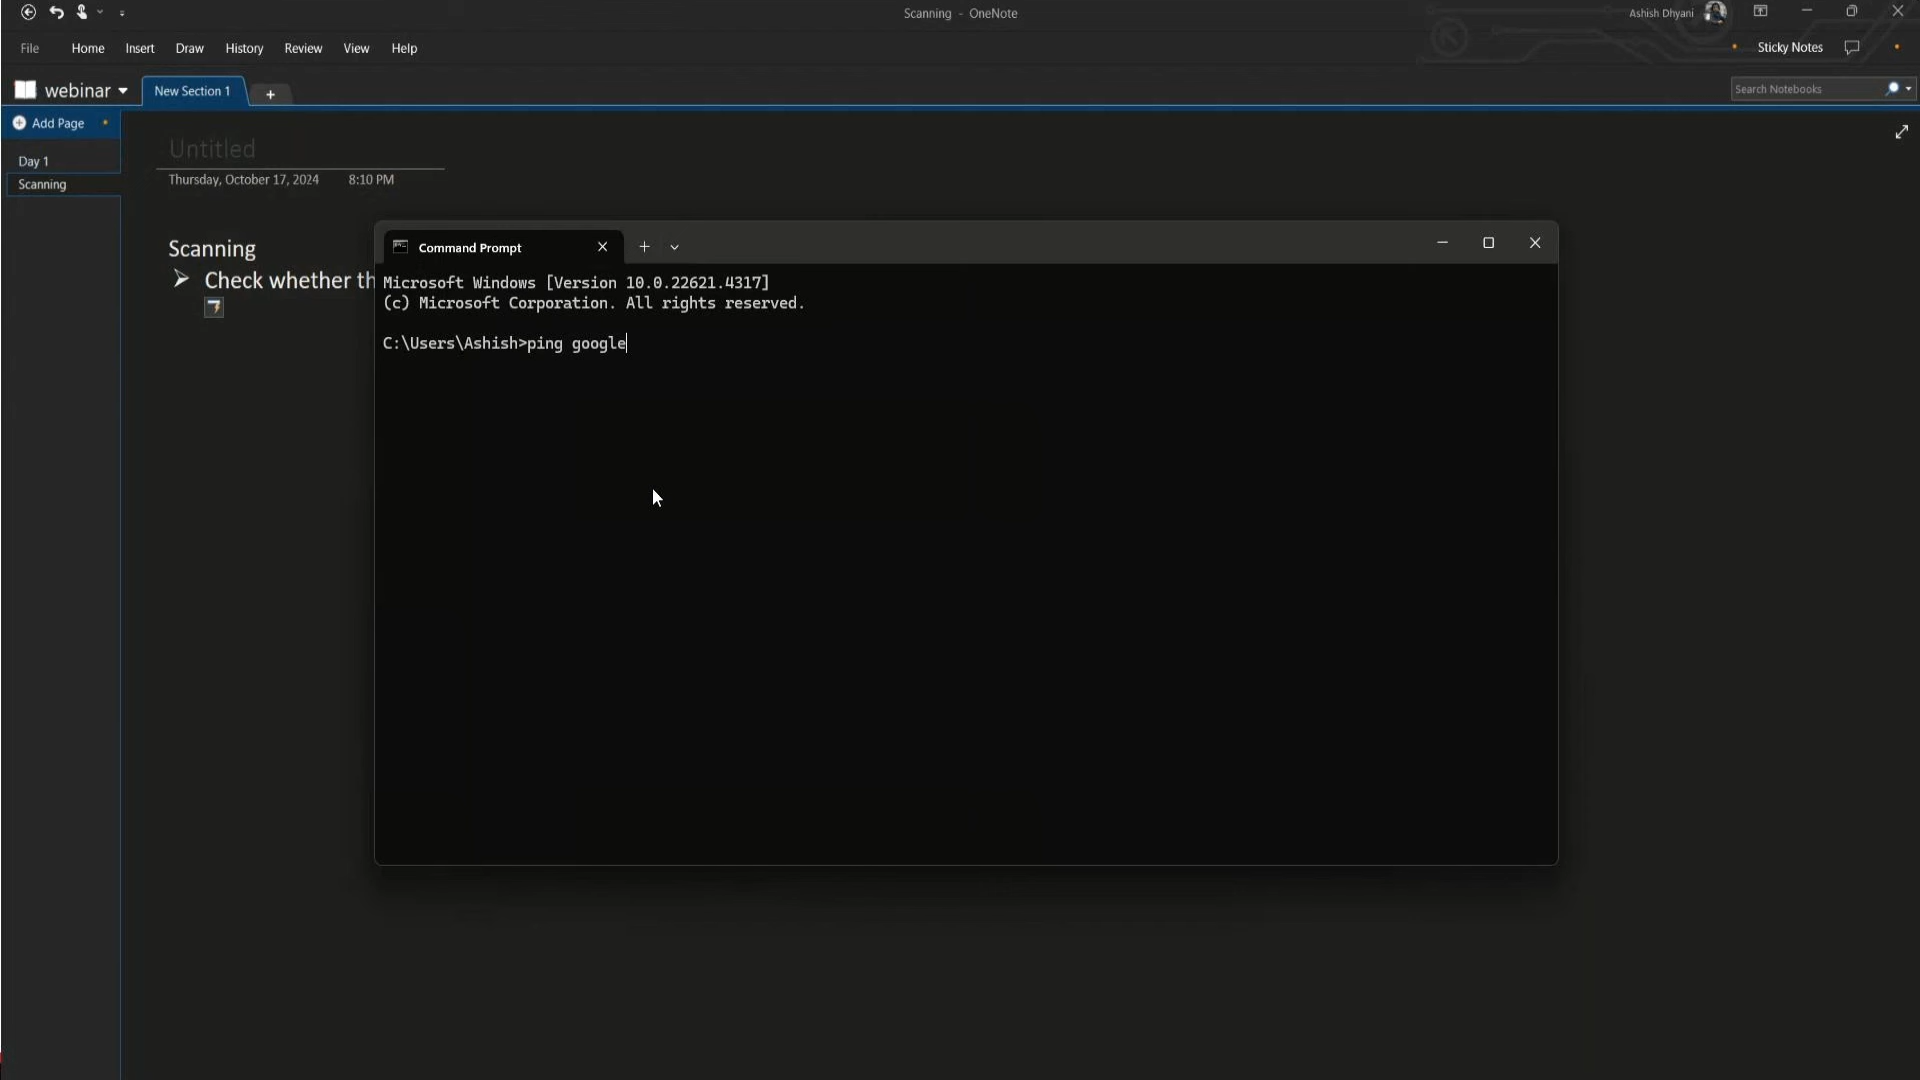 Scanning - OneNote
Ashish Dhyani
File Home Insert Draw History Review View Help
Sticky Notes
webinar
New Section 1
+
Search Notebooks
Add Page
Day 1
Scanning
Untitled
Thursday, October 17, 2024 8:10 PM
Scanning
Check whether th
Command Prompt
Microsoft Windows [Version 10.0.22621.4317]
(c) Microsoft Corporation. All rights reserved.
C:\Users\Ashish>ping google